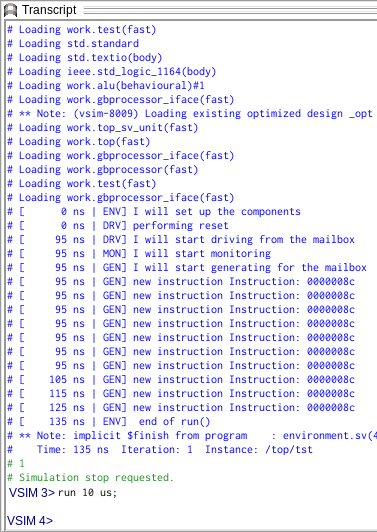 Transcript
# Loading work.test(fast)
# Loading std.standard
# Loading std.textio(body)
# Loading ieee.std_logic_1164(body)
# Loading work.alu(behavioural)#1
# Loading work.gbprocessor_iface(fast)
# ** Note: (vsim-8009) Loading existing optimized design _opt
# Loading work.top_sv_unit(fast)
# Loading work.top(fast)
# Loading work.gbprocessor_iface(fast)
# Loading work.gbprocessor(fast)
# Loading work.test(fast)
# Loading work.gbprocessor_iface(fast)
# [      0 ns | ENV] I will set up the components
# [      0 ns | DRV] performing reset
# [     95 ns | DRV] I will start driving from the mailbox
# [     95 ns | MON] I will start monitoring
# [     95 ns | GEN] I will start generating for the mailbox
# [     95 ns | GEN] new instruction Instruction: 0000008c
# [     95 ns | GEN] new instruction Instruction: 0000008c
# [     95 ns | GEN] new instruction Instruction: 0000008c
# [     95 ns | GEN] new instruction Instruction: 0000008c
# [     95 ns | GEN] new instruction Instruction: 0000008c
# [     95 ns | GEN] new instruction Instruction: 0000008c
# [     95 ns | GEN] new instruction Instruction: 0000008c
# [    105 ns | GEN] new instruction Instruction: 0000008c
# [    115 ns | GEN] new instruction Instruction: 0000008c
# [    125 ns | GEN] new instruction Instruction: 0000008c
# [    135 ns | ENV]  end of run()
# ** Note: implicit $finish from program    : environment.sv(4
#    Time: 135 ns  Iteration: 1  Instance: /top/tst
# 1
# Simulation stop requested.
VSIM 3> run 10 us;
VSIM 4>